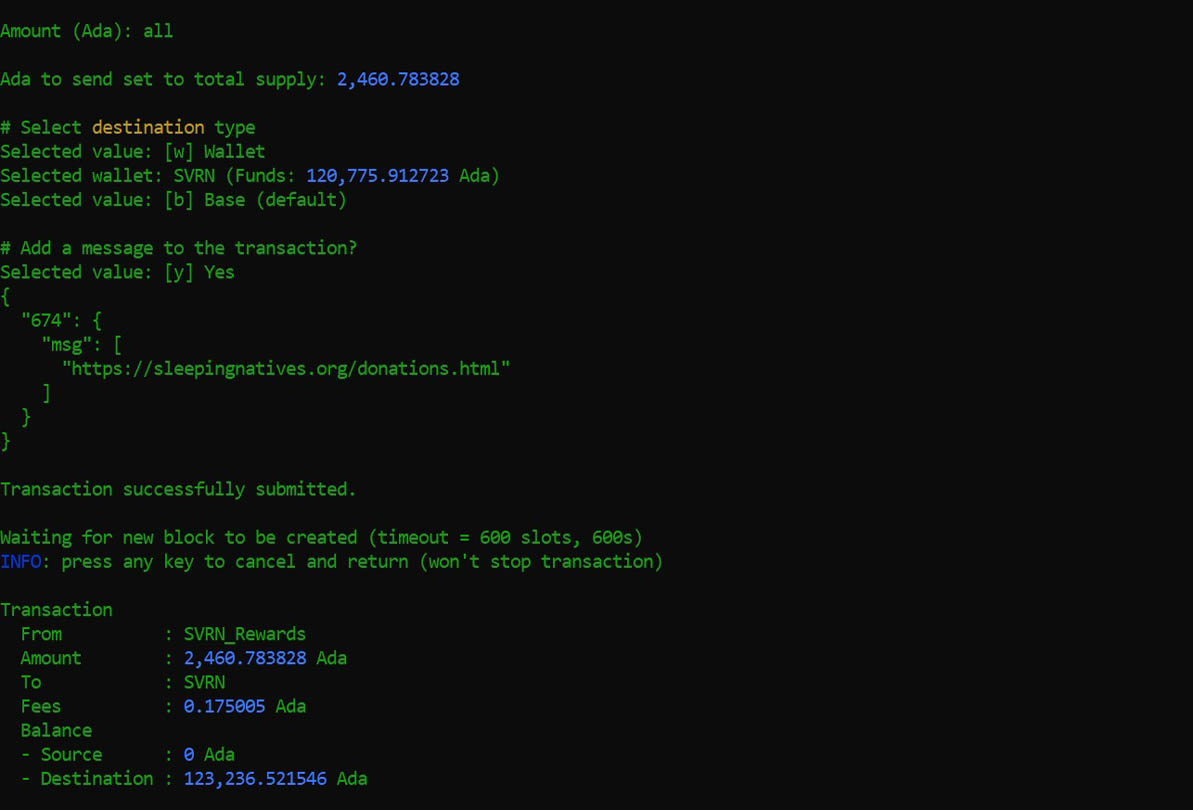 Amount (Ada): all
Ada to send set to total supply: 2,460.783828
# Select destination type
Selected value: [w] Wallet
Selected wallet: SVRN (Funds: 120,775.912723 Ada)
Selected value: [b] Base (default)
# Add a message to the transaction?
Selected value: [y] Yes
{
  "674": {
    "msg": [
      "https://sleepingnatives.org/donations.html"
    ]
  }
}
Transaction successfully submitted.
Waiting for new block to be created (timeout = 600 slots, 600s)
INFO: press any key to cancel and return (won't stop transaction)
Transaction
  From          : SVRN_Rewards
  Amount        : 2,460.783828 Ada
  To            : SVRN
  Fees          : 0.175005 Ada
  Balance
  - Source      : 0 Ada
  - Destination : 123,236.521546 Ada